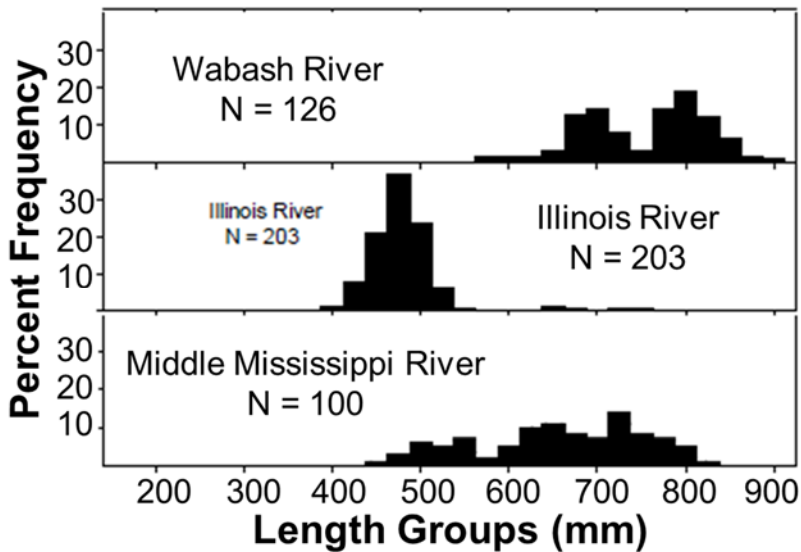 Percent Frequency
30
20
10
Wabash River
N = 126
30
20
10
Illinois River
N = 203
Illinois River
N = 203
30
20
10
Middle Mississippi River
N = 100
200 300 400 500 600 700 800 900
Length Groups (mm)